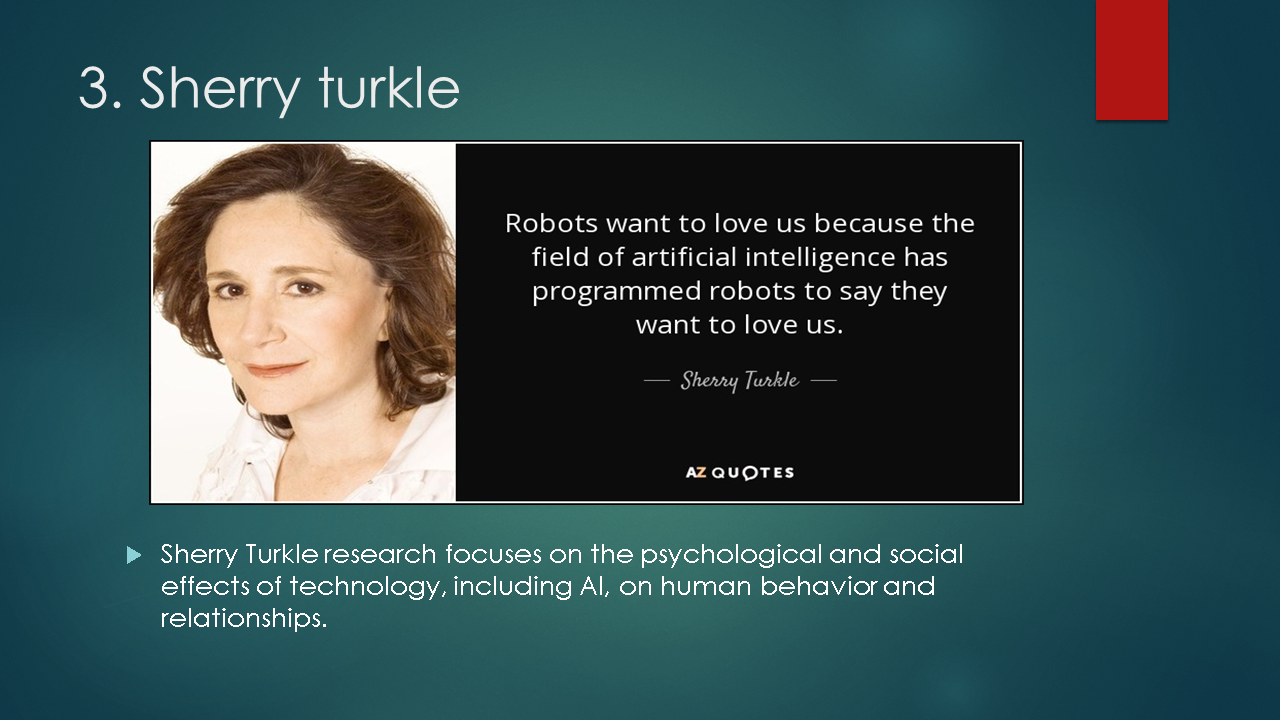 3. Sherry turkle
Robots want to love us because the
field of artificial intelligence has
programmed robots to say they
want to love us.
Sherry Turkle
AZ QUOTES
Sherry Turkle research focuses on the psychological and social
effects of technology, including AI, on human behavior and
relationships.